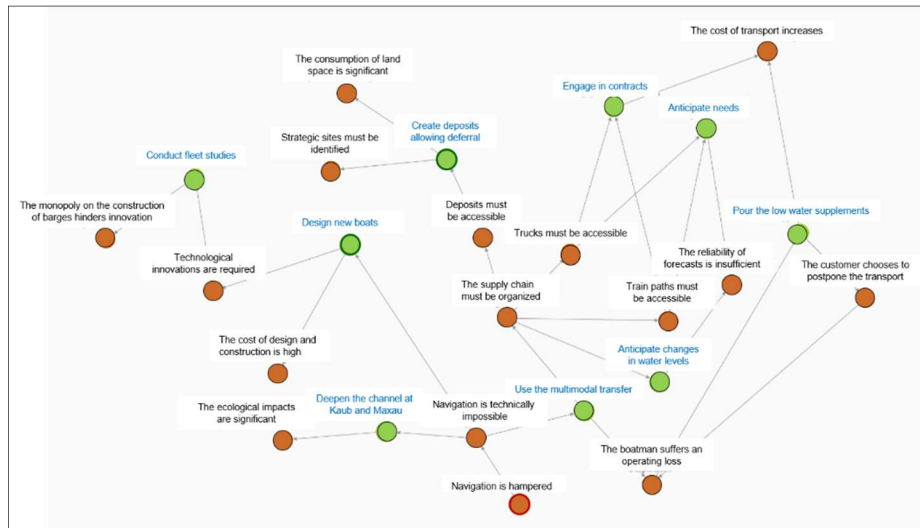 The cost of transport increases
The consumption of land
space is significant
Engage in contracts
Anticipate needs
Create deposits
allowing deferral
Strategic sites must be
identified
Conduct fleet studies
The monopoly on the construction
of barges hinders innovation
Design new boats
Deposits must
be accessible
Pour the low water supplements
Trucks must be accessible
Technological
innovations are required
The reliability of
forecasts is insufficient
The customer chooses to
postpone the transport
The supply chain
must be organized
Train paths must
be accessible
The cost of design and
construction is high
Anticipate changes
in water levels
Use the multimodal transfer
The ecological impacts
are significant
Deepen the channel at
Kaub and Maxau
Navigation is technically
impossible
The boatman suffers an
operating loss
Navigation is hampered